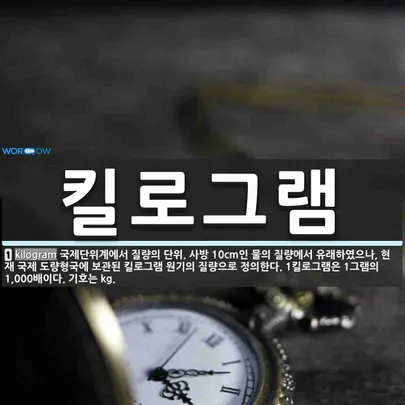 WORDROW
킬로그램
1 kilogram 국제단위계에서 질량의 단위. 사방 10cm인 물의 질량에서 유래하였으나, 현
재 국제 도량형국에 보관된 킬로그램 원기의 질량으로 정의한다. 1킬로그램은 1그램의
1,000배이다. 기호는 kg.